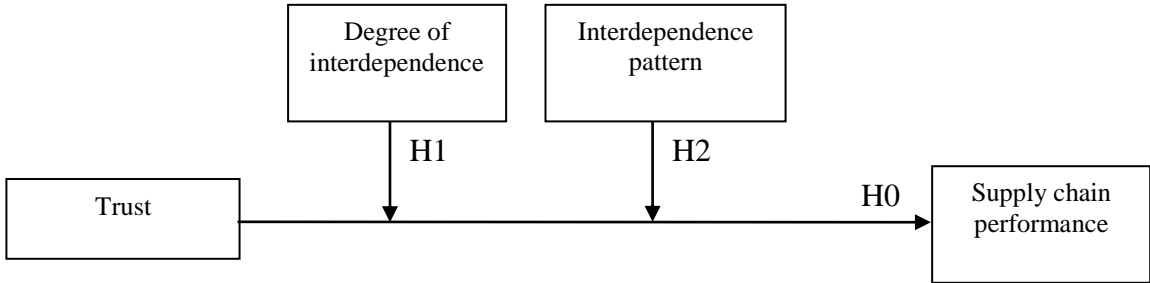 Degree of
interdependence
Interdependence
pattern
H1
H2
Trust
H0
Supply chain
performance